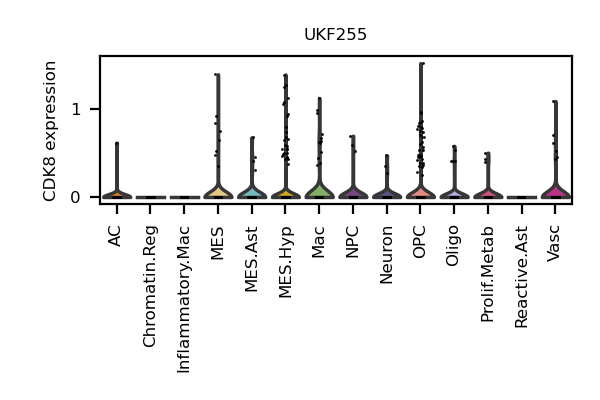 UKF255
CDK8 expression
1
0
AC
Chromatin.Reg
Inflammatory.Mac
MES
MES.Ast
MES.Hyp
Mac
NPC
Neuron
OPC
Oligo
Prolif.Metab
Reactive.Ast
Vasc